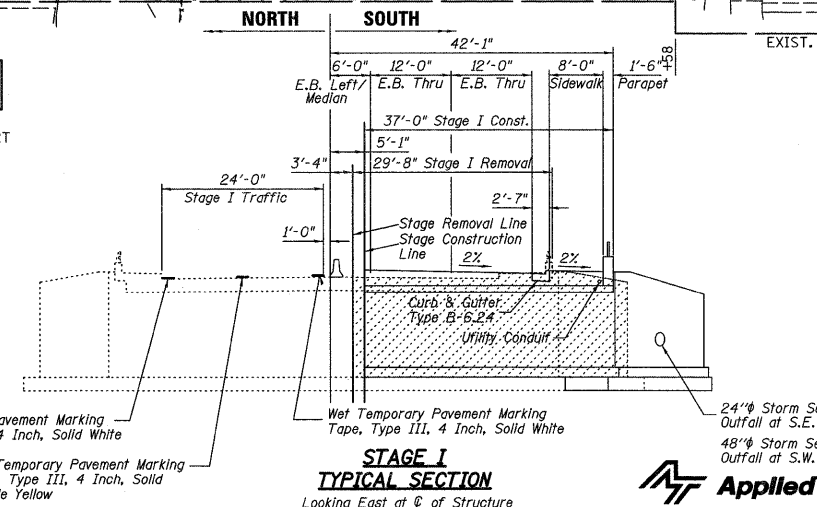 NORTH
SOUTH
42'-1"
EXIST.
+58
6'-0"
12'-0"
12'-0"
8'-0"
1'-6"
E.B. Left/
Median
E.B. Thru
E.B. Thru
Sidewalk
Parapet
37'-0" Stage I Const.
5'-1"
3'-4"
29'-8" Stage I Removal
24'-0"
Stage I Traffic
2'-7"
1'-0"
Stage Removal Line
Stage Construction
Line
2%
2%
Curb & Gutter
Type B-6.24
Utility Conduit
avement Marking
4 Inch, Solid White
Wet Temporary Pavement Marking
Tape, Type III, 4 Inch, Solid White
Temporary Pavement Marking
Type III, 4 Inch, Solid
e Yellow
24"φ Storm Se
Outfall at S.E.
48"φ Storm Se
Outfall at S.W.
STAGE I
TYPICAL SECTION
Looking East at ℄ of Structure
Applied